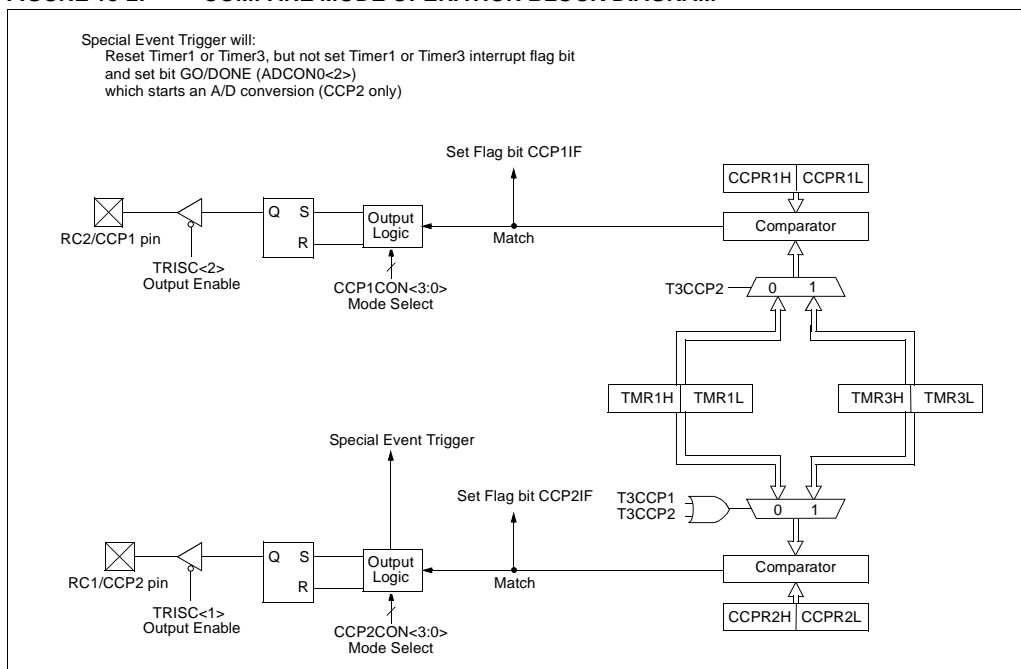 Special Event Trigger will:
Reset Timer1 or Timer3, but not set Timer1 or Timer3 interrupt flag bit
and set bit GO/DONE (ADCON0<2>)
which starts an A/D conversion (CCP2 only)
Set Flag bit CCP1IF
CCPR1H CCPR1L
Q S
R
Output
Logic
Comparator
RC2/CCP1 pin
Match
TRISC<2>
Output Enable
CCP1CON<3:0>
Mode Select
T3CCP2
0 1
TMR1H TMR1L
TMR3H TMR3L
Special Event Trigger
Set Flag bit CCP2IF
T3CCP1
T3CCP2
0 1
Q S
R
Output
Logic
Comparator
RC1/CCP2 pin
Match
TRISC<1>
Output Enable
CCP2CON<3:0>
Mode Select
CCPR2H CCPR2L